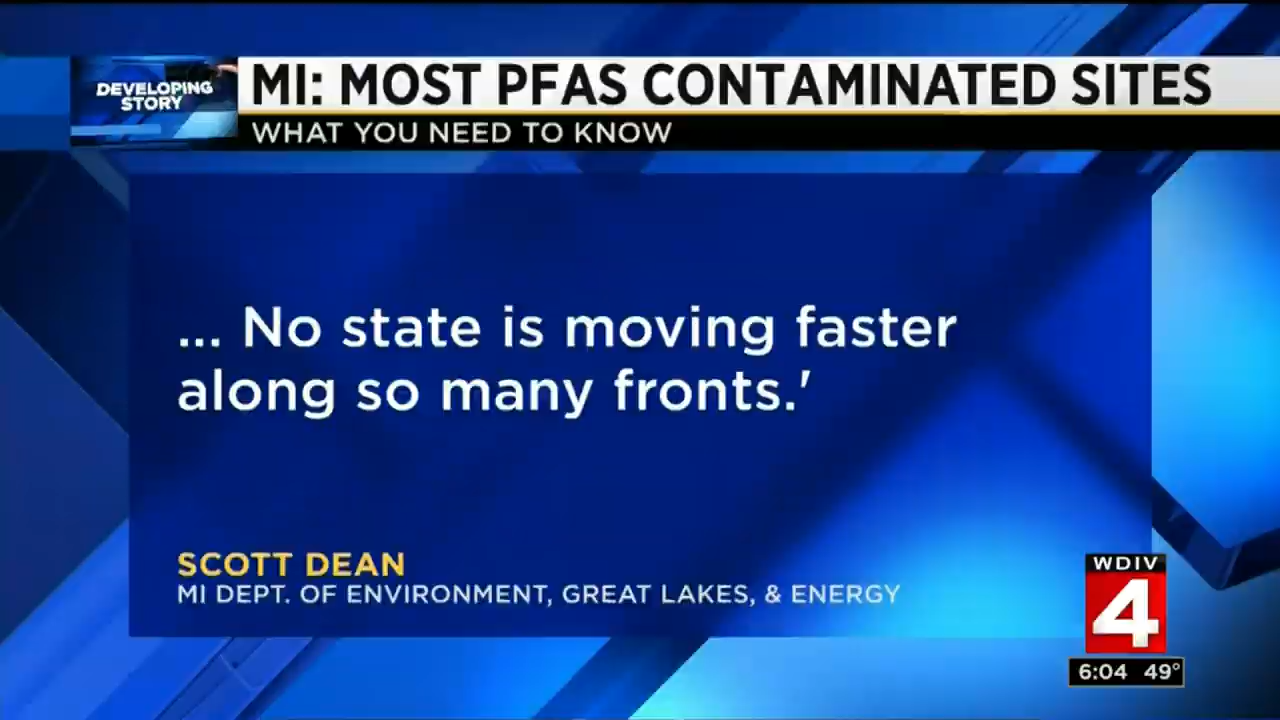 DEVELOPING
STORY
MI: MOST PFAS CONTAMINATED SITES
WHAT YOU NEED TO KNOW
... No state is moving faster
along so many fronts.'
SCOTT DEAN
MI DEPT. OF ENVIRONMENT, GREAT LAKES, & ENERGY
WDIV
4
6:04 49°